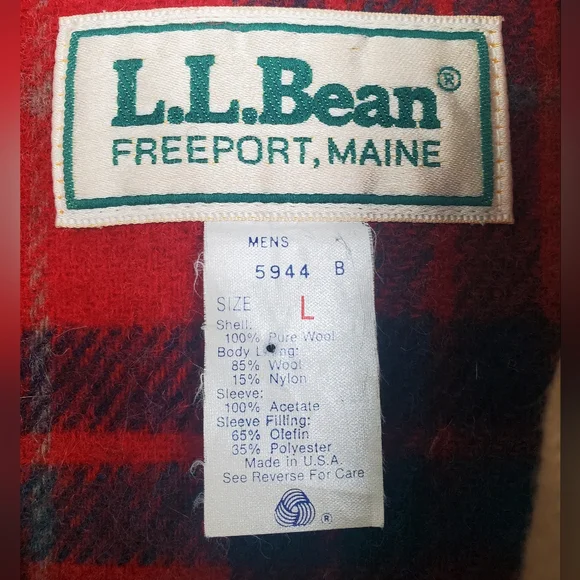 L.L.Bean®
FREEPORT, MAINE
MENS
5944 B
SIZE L
Shell:
100% Pure Wool
Body Lining:
85% Wool
15% Nylon
Sleeve:
100% Acetate
Sleeve Filling:
65% Olefin
35% Polyester
Made in U.S.A.
See Reverse For Care
®